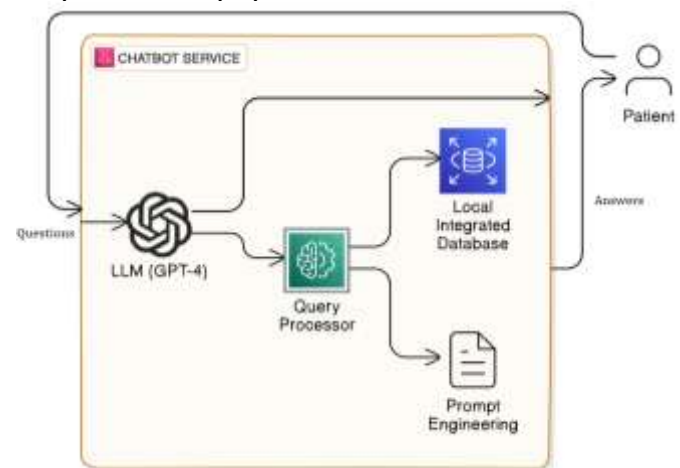 CHATBOT SERVICE
Patient
Local
Integrated
Database
Answers
Questions
LLM (GPT-4)
Query
Processor
Prompt
Engineering